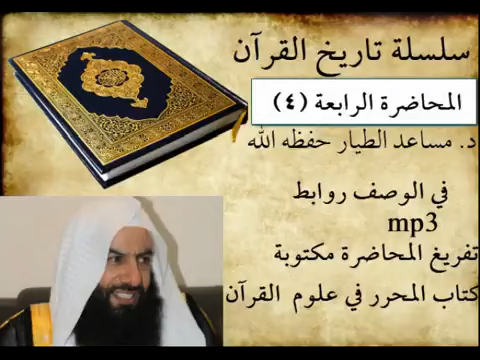 سلسلة تاريخ القرآن
المحاضرة الرابعة (٤)
د. مساعد الطيار حفظه الله
في الوصف روابط
mp3
تفريغ المحاضرة مكتوبة
كتاب المحرر في علوم القرآن